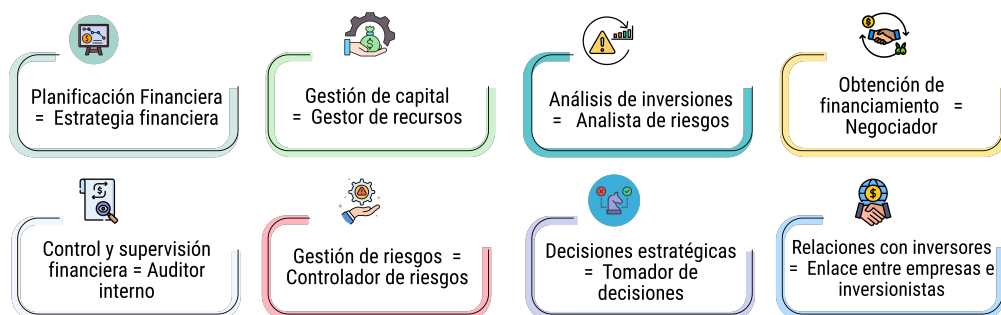 Planificación Financiera
= Estrategia financiera
Gestión de capital
= Gestor de recursos
Análisis de inversiones
= Analista de riesgos
Obtención de
financiamiento =
Negociador
Control y supervisión
financiera = Auditor
interno
Gestión de riesgos =
Controlador de riesgos
Decisiones estratégicas
= Tomador de
decisiones
Relaciones con inversores
= Enlace entre empresas e
inversionistas